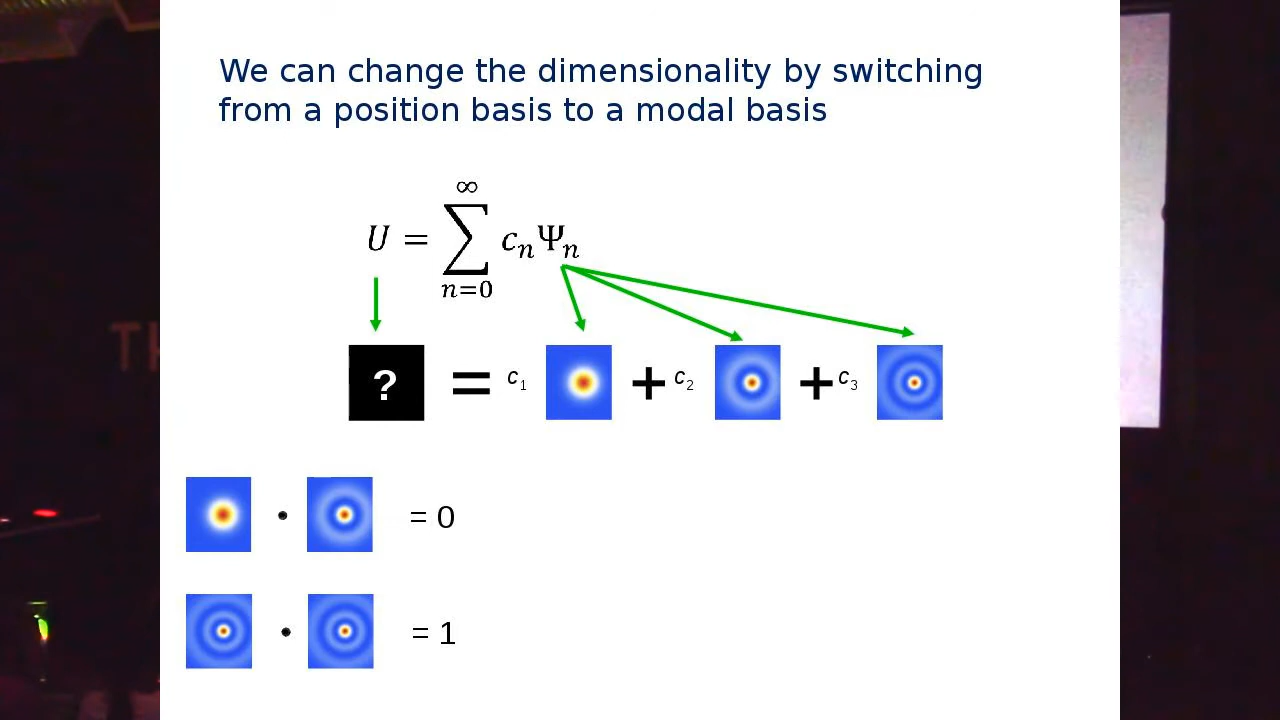 We can change the dimensionality by switching
from a position basis to a modal basis
∞
U = ∑ cₙΨₙ
n=0
? = c₁ + c₂ + c₃
• = 0
• = 1